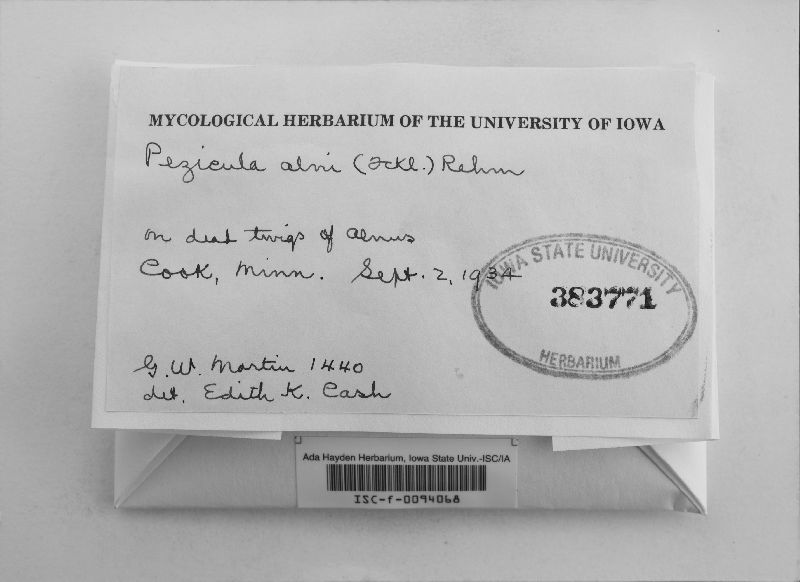 MYCOLOGICAL HERBARIUM OF THE UNIVERSITY OF IOWA
Pezicula alni (Fckl.) Rehm
on dead twigs of Alnus
Cook, Minn. Sept. 2, 1934
IOWA STATE UNIVERSITY
383771
HERBARIUM
G. W. Martin 1440
det. Edith K. Cash
Ada Hayden Herbarium, Iowa State Univ.-ISC/IA
ISC-f-0094068